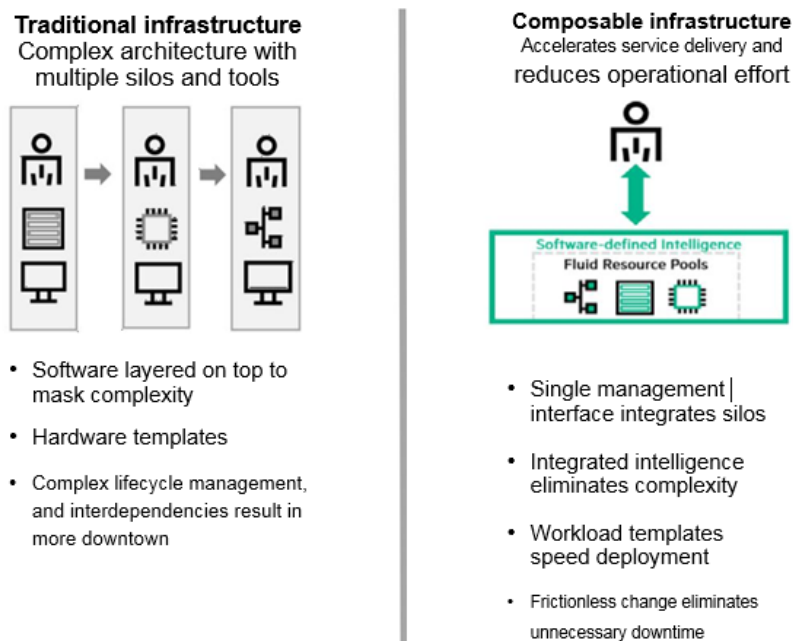 Traditional infrastructure
Complex architecture with
multiple silos and tools
• Software layered on top to
mask complexity
• Hardware templates
• Complex lifecycle management,
and interdependencies result in
more downtown
Composable infrastructure
Accelerates service delivery and
reduces operational effort
Software-defined Intelligence
Fluid Resource Pools
• Single management|
interface integrates silos
• Integrated intelligence
eliminates complexity
• Workload templates
speed deployment
• Frictionless change eliminates
unnecessary downtime